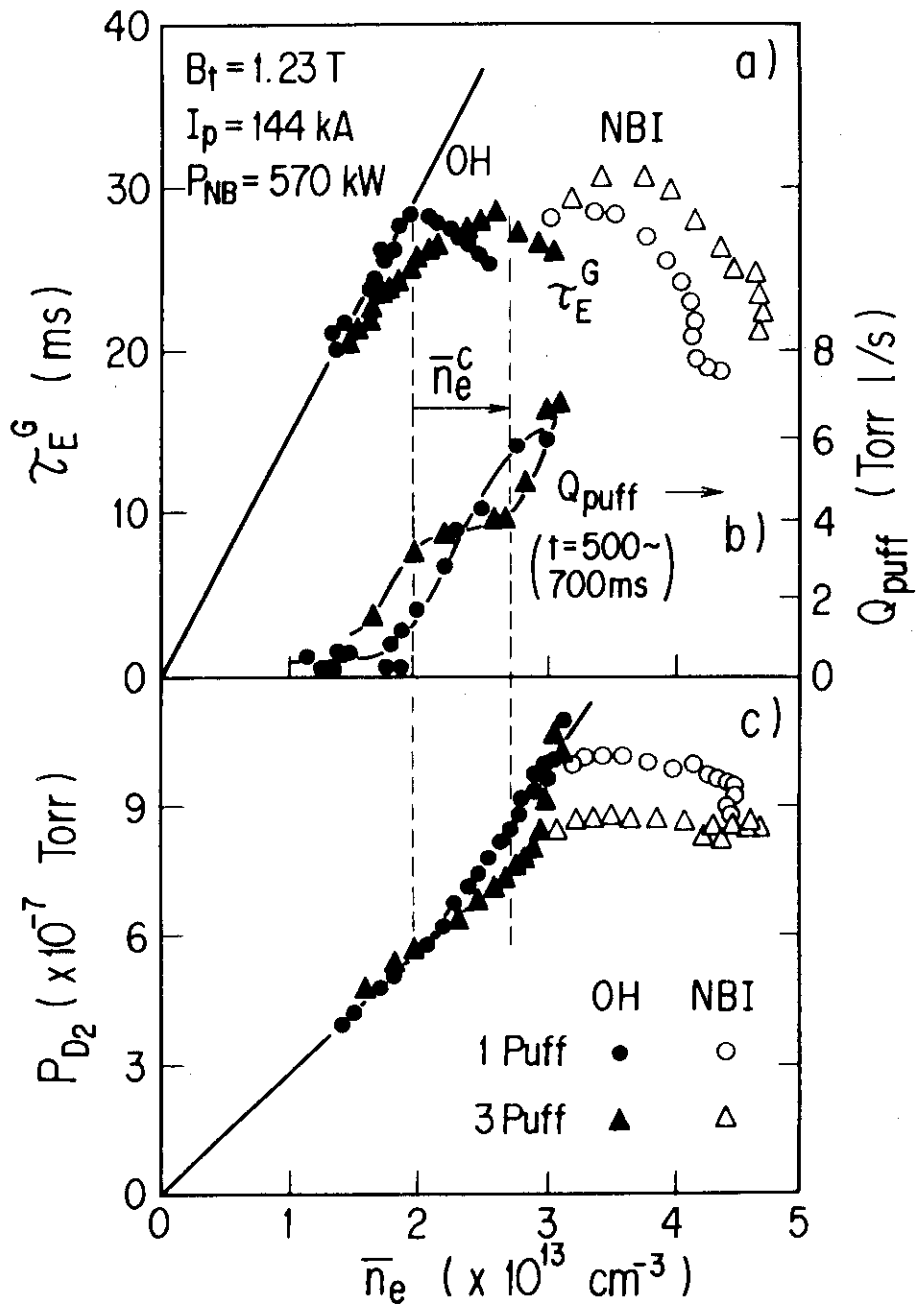 40
30
20
10
0
τ_E^G (ms)
B_t = 1.23 T
I_p = 144 kA
P_NB = 570 kW
a)
OH
NBI
τ_E^G
n̄_e^c
Q_puff →
(t=500~
700ms)
b)
8
6
4
2
0
Q_puff (Torr l/s)
c)
9
6
3
0
P_D₂ (×10⁻⁷ Torr)
OH NBI
1 Puff ● ○
3 Puff ▲ △
0 1 2 3 4 5
n̄_e (×10¹³ cm⁻³)